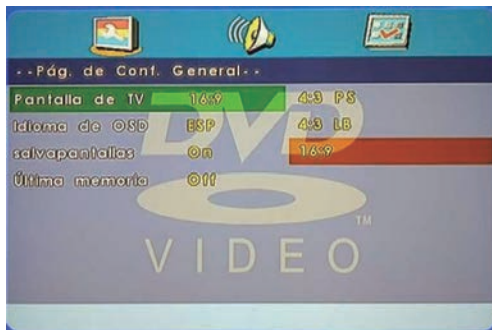 --Pág. de Conf. General--
Pantalla de TV 16:9 4:3 PS
Idioma de OSD ESP 4:3 LB
salvapantallas On 16:9
Última memoria Off
DVD
TM
VIDEO